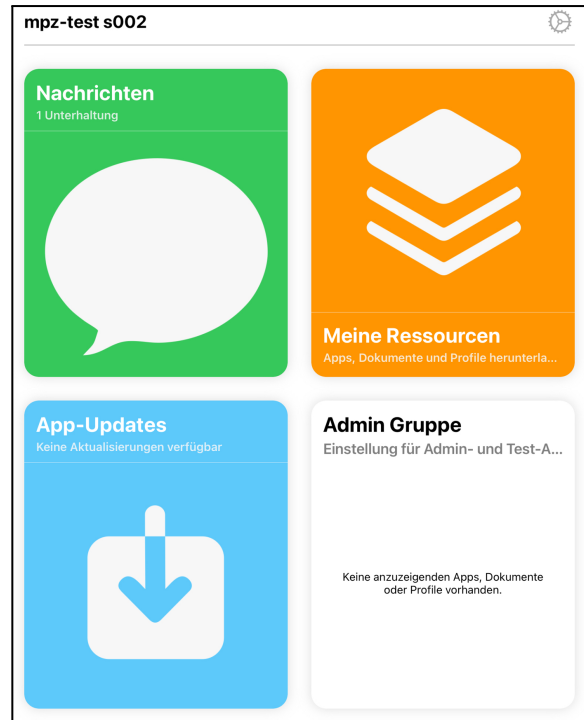 mpz-test s002
Nachrichten
1 Unterhaltung
Meine Ressourcen
Apps, Dokumente und Profile herunterla...
App-Updates
Keine Aktualisierungen verfügbar
Admin Gruppe
Einstellung für Admin- und Test-A...
Keine anzuzeigenden Apps, Dokumente
oder Profile vorhanden.